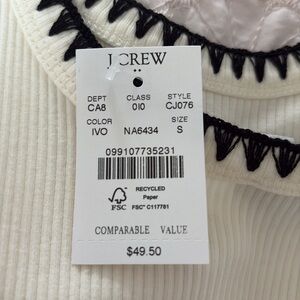 J.CREW
DEPT CLASS STYLE
CA8 010 CJ076
COLOR SIZE
IVO NA6434 S
099107735231
FSC
RECYCLED
Paper
FSC® C117781
COMPARABLE VALUE
$49.50